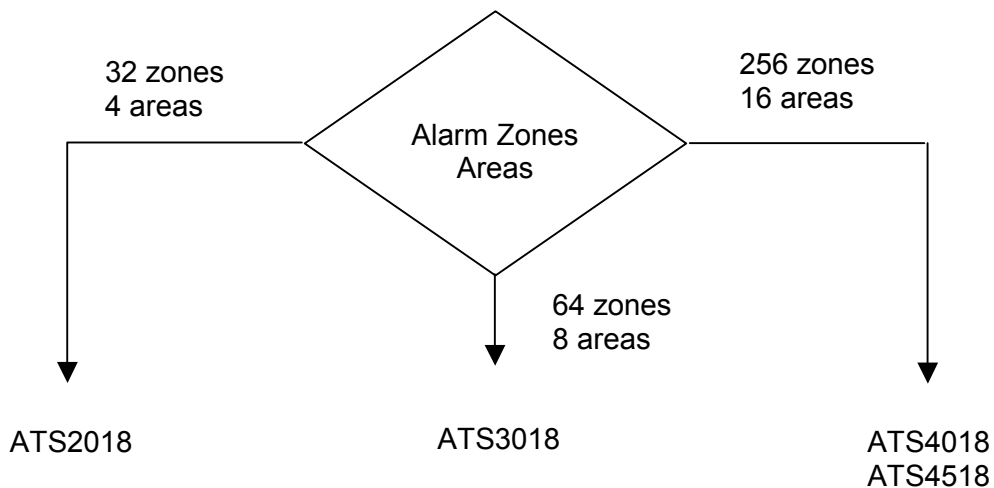 32 zones
4 areas
256 zones
16 areas
Alarm Zones
Areas
64 zones
8 areas
ATS2018
ATS3018
ATS4018
ATS4518